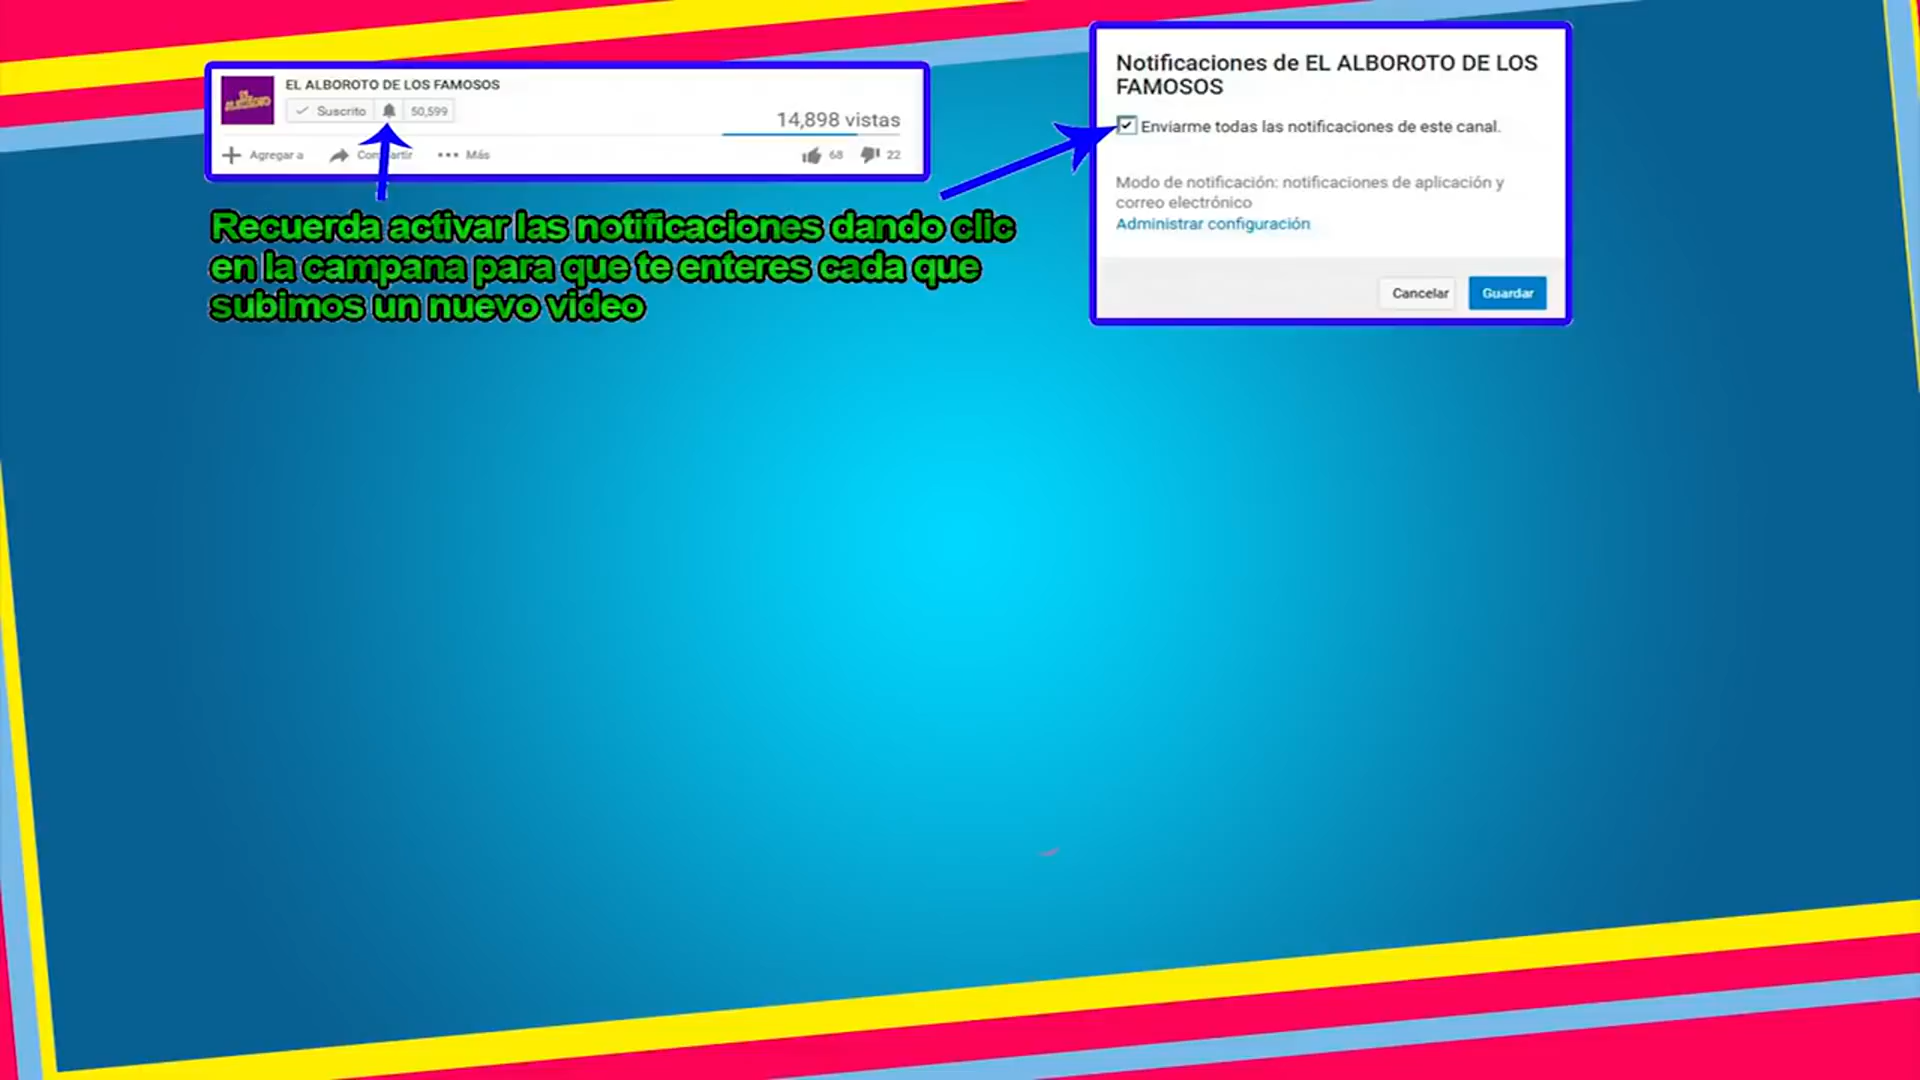 EL ALBOROTO DE LOS FAMOSOS
Suscrito 50,599
14,898 vistas
Agregar a Compartir Más 68 22
Recuerda activar las notificaciones dando clic
en la campana para que te enteres cada que
subimos un nuevo video
Notificaciones de EL ALBOROTO DE LOS
FAMOSOS
Enviarme todas las notificaciones de este canal.
Modo de notificación: notificaciones de aplicación y
correo electrónico
Administrar configuración
Cancelar Guardar